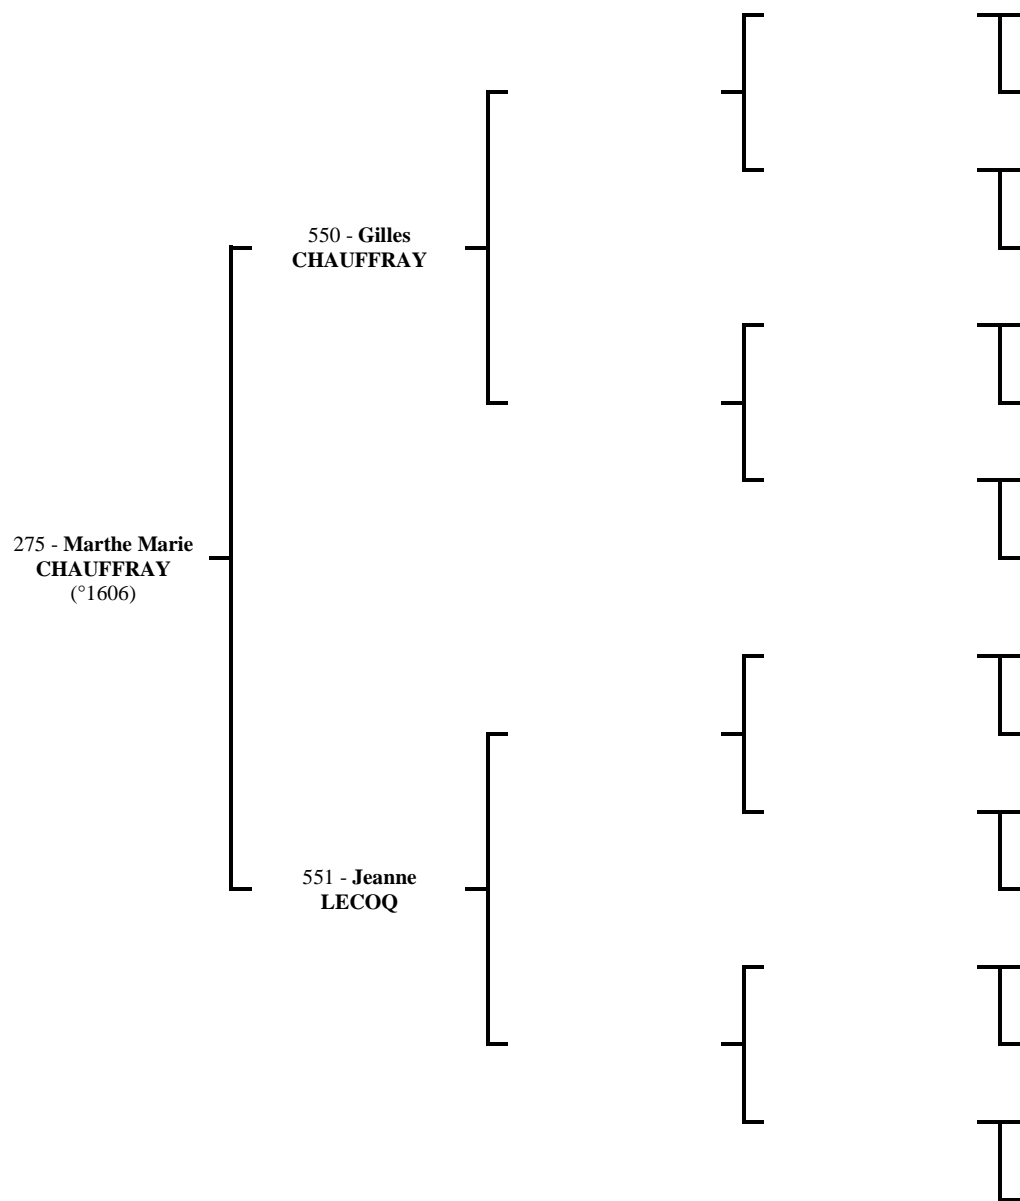 550 - Gilles
CHAUFFRAY
275 - Marthe Marie
CHAUFFRAY
(°1606)
551 - Jeanne
LECOQ